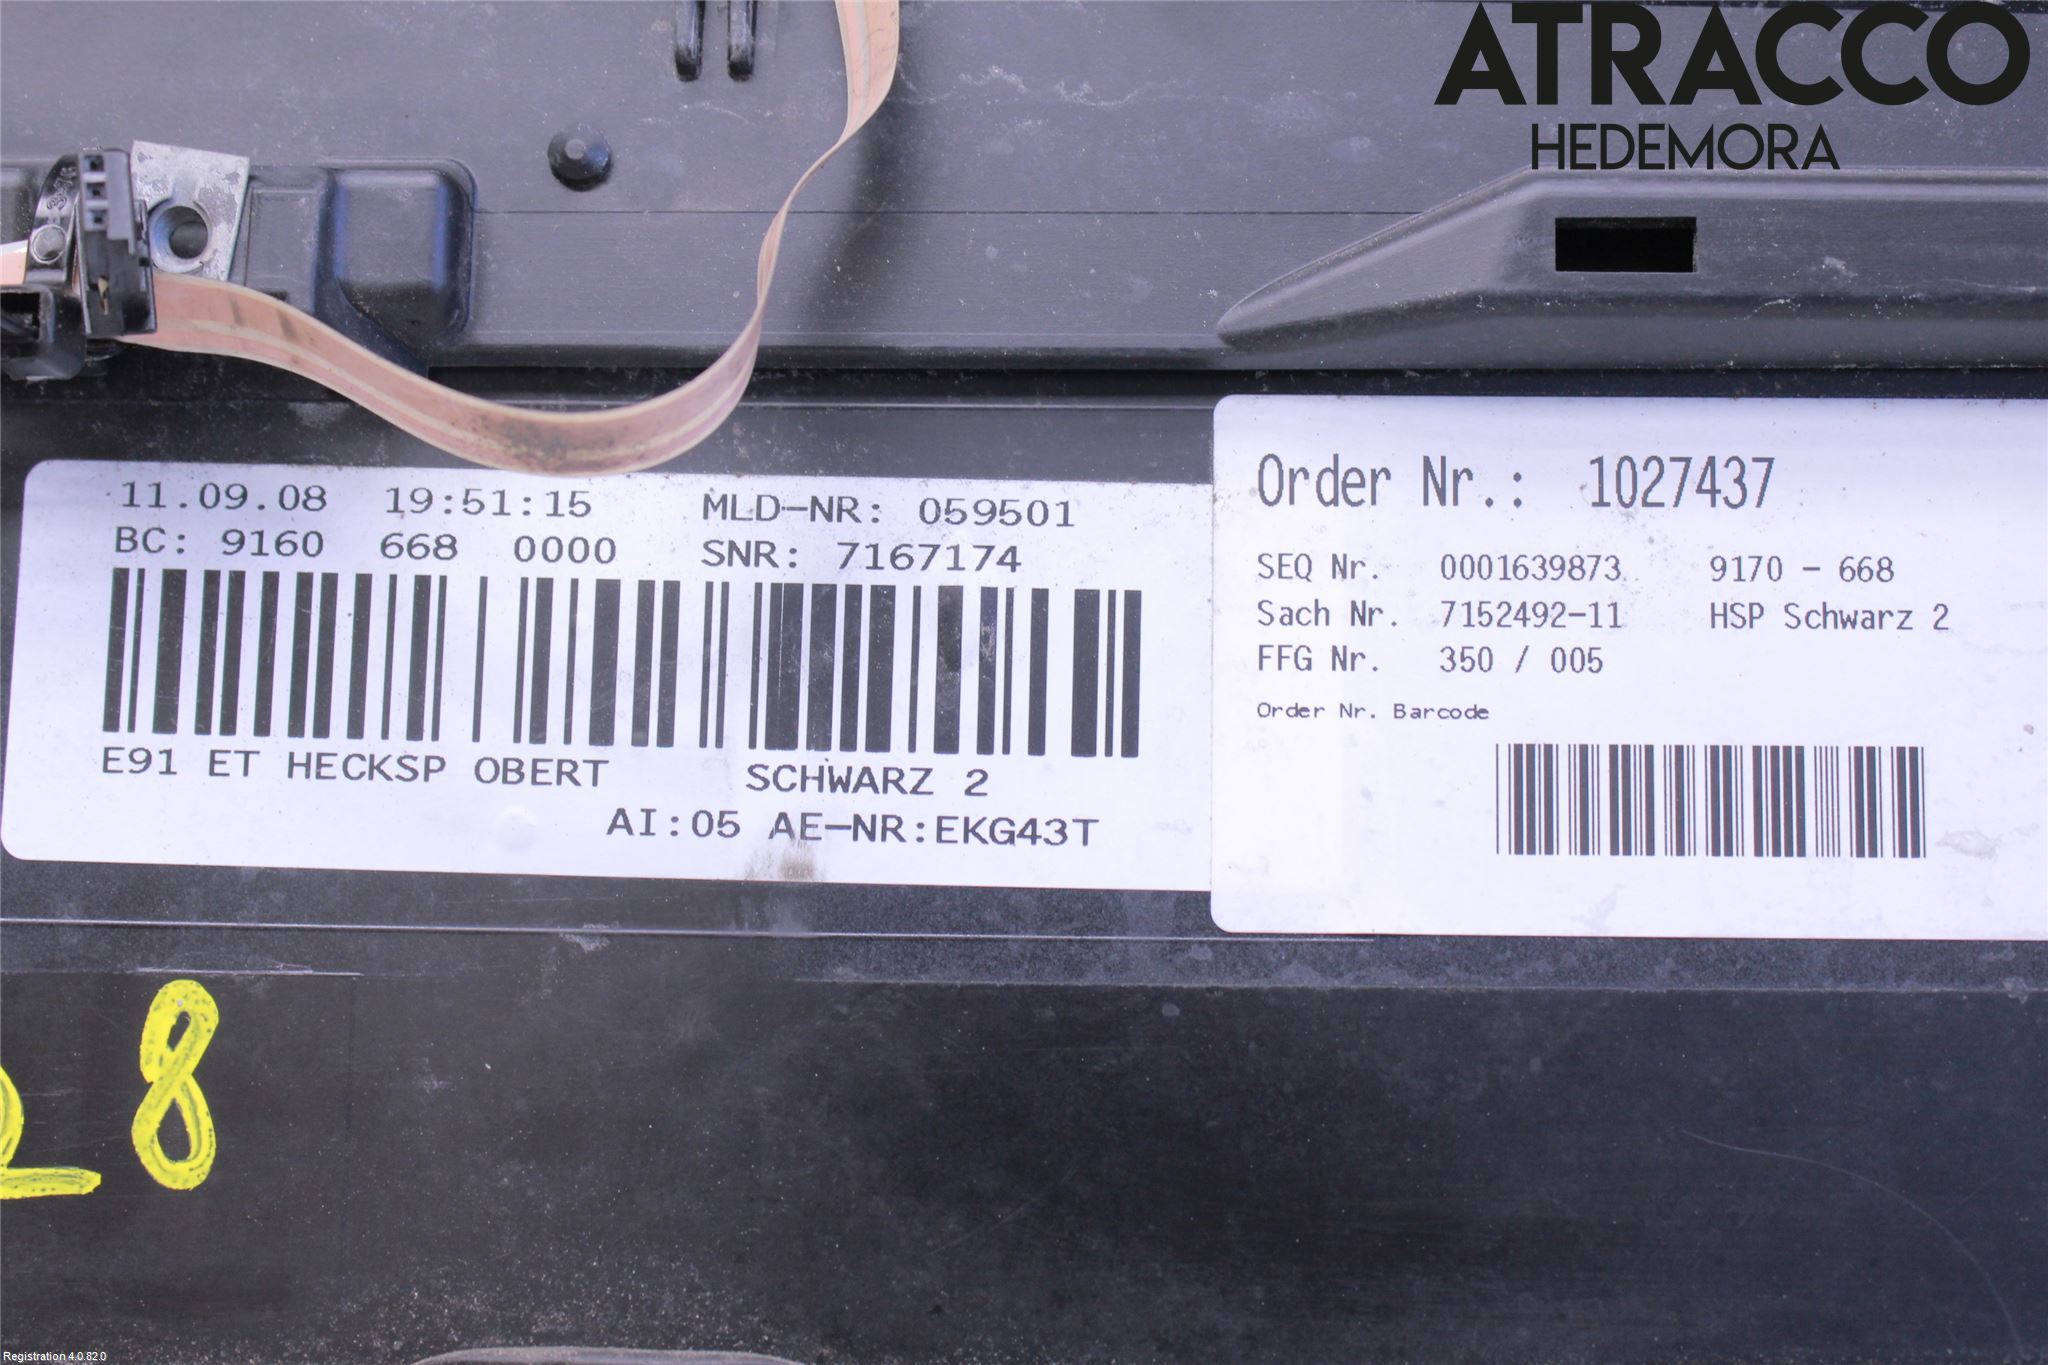 ATRACCO
HEDEMORA
11.09.08 19:51:15 MLD-NR: 059501
BC: 9160 668 0000 SNR: 7167174
E91 ET HECKSP OBERT SCHWARZ 2
AI:05 AE-NR:EKG43T
Order Nr.: 1027437
SEQ Nr. 0001639873 9170 - 668
Sach Nr. 7152492-11 HSP Schwarz 2
FFG Nr. 350 / 005
Order Nr. Barcode
28
Registration 4.0.82.0